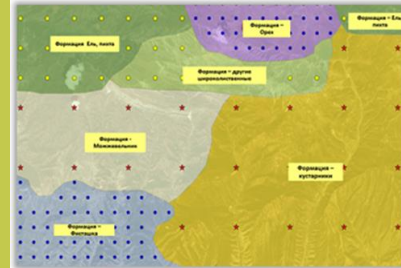 Формация –
Орех
Формация – Ель,
пихта
Формация Ель, пихта
Формация – другие
широколиственные
Формация -
Можжевельник
Формация –
кустарники
Формация –
Фисташка